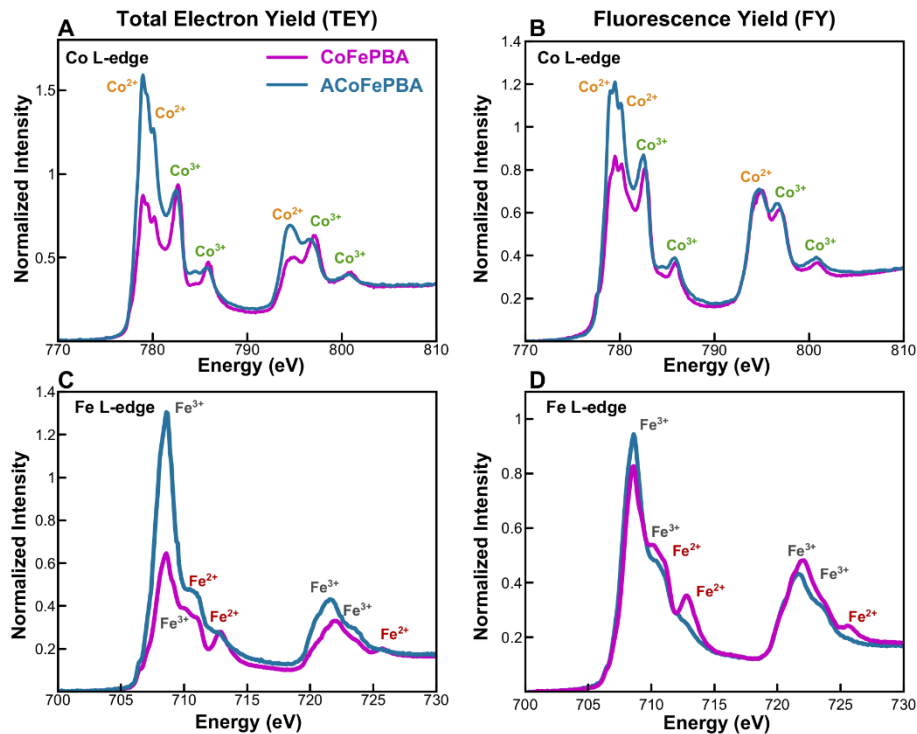 Total Electron Yield (TEY)
Fluorescence Yield (FY)
A
Co L-edge
CoFePBA
ACoFePBA
Co²⁺
Co²⁺
Co³⁺
Co³⁺
Co²⁺
Co³⁺
Co³⁺
Normalized Intensity
1.5
1
0.5
770
780
790
800
810
Energy (eV)
B
Co L-edge
Co²⁺
Co²⁺
Co³⁺
Co³⁺
Co²⁺
Co³⁺
Co³⁺
Normalized Intensity
1.4
1.2
1
0.8
0.6
0.4
0.2
770
780
790
800
810
Energy (eV)
C
Fe L-edge
Fe³⁺
Fe²⁺
Fe³⁺
Fe²⁺
Fe³⁺
Fe³⁺
Fe²⁺
Normalized Intensity
1.4
1.2
1
0.8
0.6
0.4
0.2
700
705
710
715
720
725
730
Energy (eV)
D
Fe L-edge
Fe³⁺
Fe³⁺
Fe²⁺
Fe²⁺
Fe³⁺
Fe³⁺
Fe²⁺
Normalized Intensity
1
0.8
0.6
0.4
0.2
700
705
710
715
720
725
730
Energy (eV)